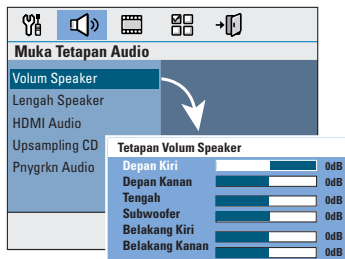 Muka Tetapan Audio
Volum Speaker
Lengah Speaker
HDMI Audio
Upsampling CD
Pnygrkn Audio
Tetapan Volum Speaker
Depan Kiri 0dB
Depan Kanan 0dB
Tengah 0dB
Subwoofer 0dB
Belakang Kiri 0dB
Belakang Kanan 0dB